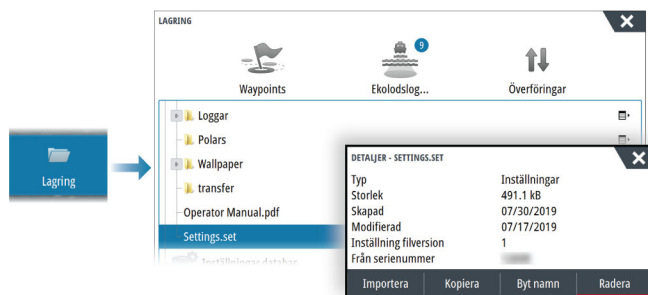 LAGRING
9
Waypoints
Ekolodslog...
Överföringar
Lagring
Loggar
Polars
Wallpaper
transfer
Operator Manual.pdf
Settings.set
Inställningar databas
DETALJER - SETTINGS.SET
Typ Inställningar
Storlek 491.1 kB
Skapad 07/30/2019
Modifierad 07/17/2019
Inställning filversion 1
Från serienummer
Importera Kopiera Byt namn Radera